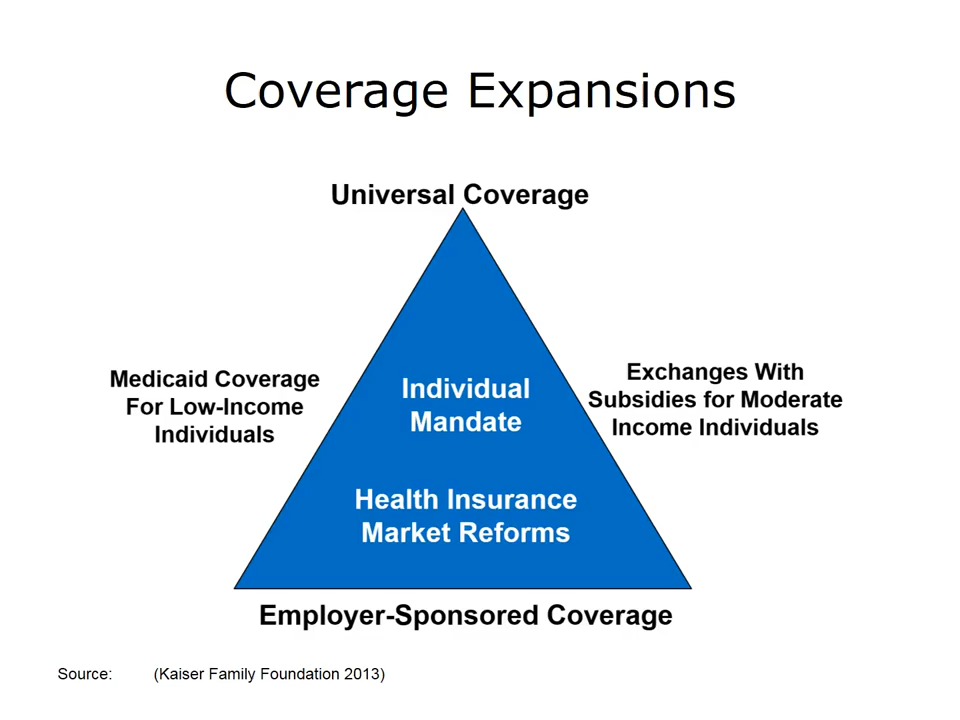 Coverage Expansions
Universal Coverage
Medicaid Coverage
For Low-Income
Individuals
Individual
Mandate
Health Insurance
Market Reforms
Exchanges With
Subsidies for Moderate
Income Individuals
Employer-Sponsored Coverage
Source: (Kaiser Family Foundation 2013)